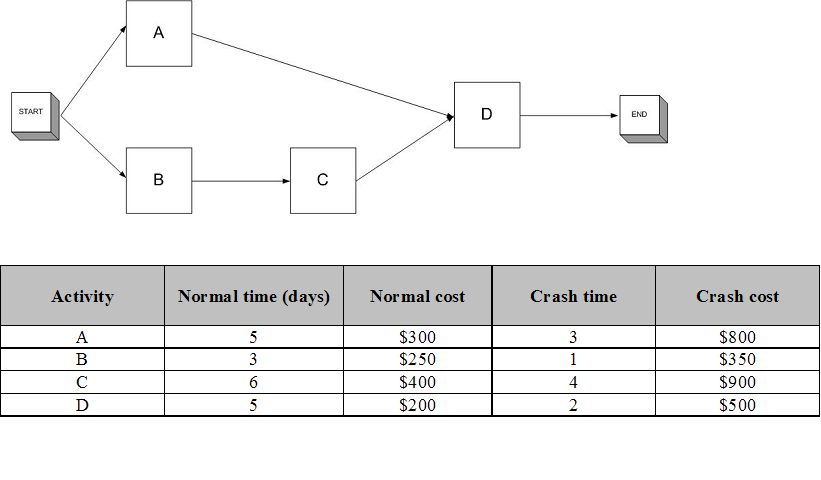 A
START
D
END
B
C
Activity Normal time (days) Normal cost Crash time Crash cost
A 5 $300 3 $800
B 3 $250 1 $350
C 6 $400 4 $900
D 5 $200 2 $500